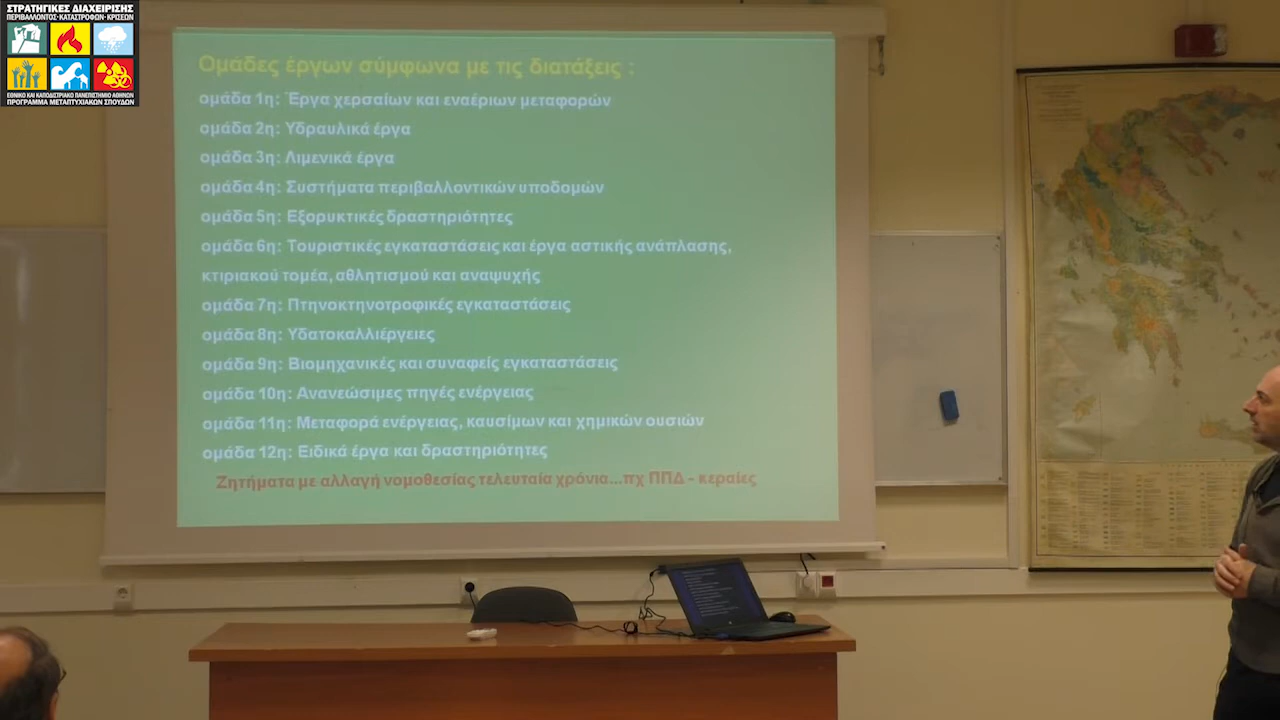 ΣΤΡΑΤΗΓΙΚΕΣ ΔΙΑΧΕΙΡΙΣΗΣ
ΠΕΡΙΒΑΛΛΟΝΤΟΣ·ΚΑΤΑΣΤΡΟΦΩΝ·ΚΡΙΣΕΩΝ
ΕΘΝΙΚΟ ΚΑΙ ΚΑΠΟΔΙΣΤΡΙΑΚΟ ΠΑΝΕΠΙΣΤΗΜΙΟ ΑΘΗΝΩΝ
ΠΡΟΓΡΑΜΜΑ ΜΕΤΑΠΤΥΧΙΑΚΩΝ ΣΠΟΥΔΩΝ
Ομάδες έργων σύμφωνα με τις διατάξεις :
ομάδα 1η: Έργα χερσαίων και εναέριων μεταφορών
ομάδα 2η: Υδραυλικά έργα
ομάδα 3η: Λιμενικά έργα
ομάδα 4η: Συστήματα περιβαλλοντικών υποδομών
ομάδα 5η: Εξορυκτικές δραστηριότητες
ομάδα 6η: Τουριστικές εγκαταστάσεις και έργα αστικής ανάπλασης,
κτιριακού τομέα, αθλητισμού και αναψυχής
ομάδα 7η: Πτηνοκτηνοτροφικές εγκαταστάσεις
ομάδα 8η: Υδατοκαλλιέργειες
ομάδα 9η: Βιομηχανικές και συναφείς εγκαταστάσεις
ομάδα 10η: Ανανεώσιμες πηγές ενέργειας
ομάδα 11η: Μεταφορά ενέργειας, καυσίμων και χημικών ουσιών
ομάδα 12η: Ειδικά έργα και δραστηριότητες
Ζητήματα με αλλαγή νομοθεσίας τελευταία χρόνια...πχ ΠΠΔ - κεραίες